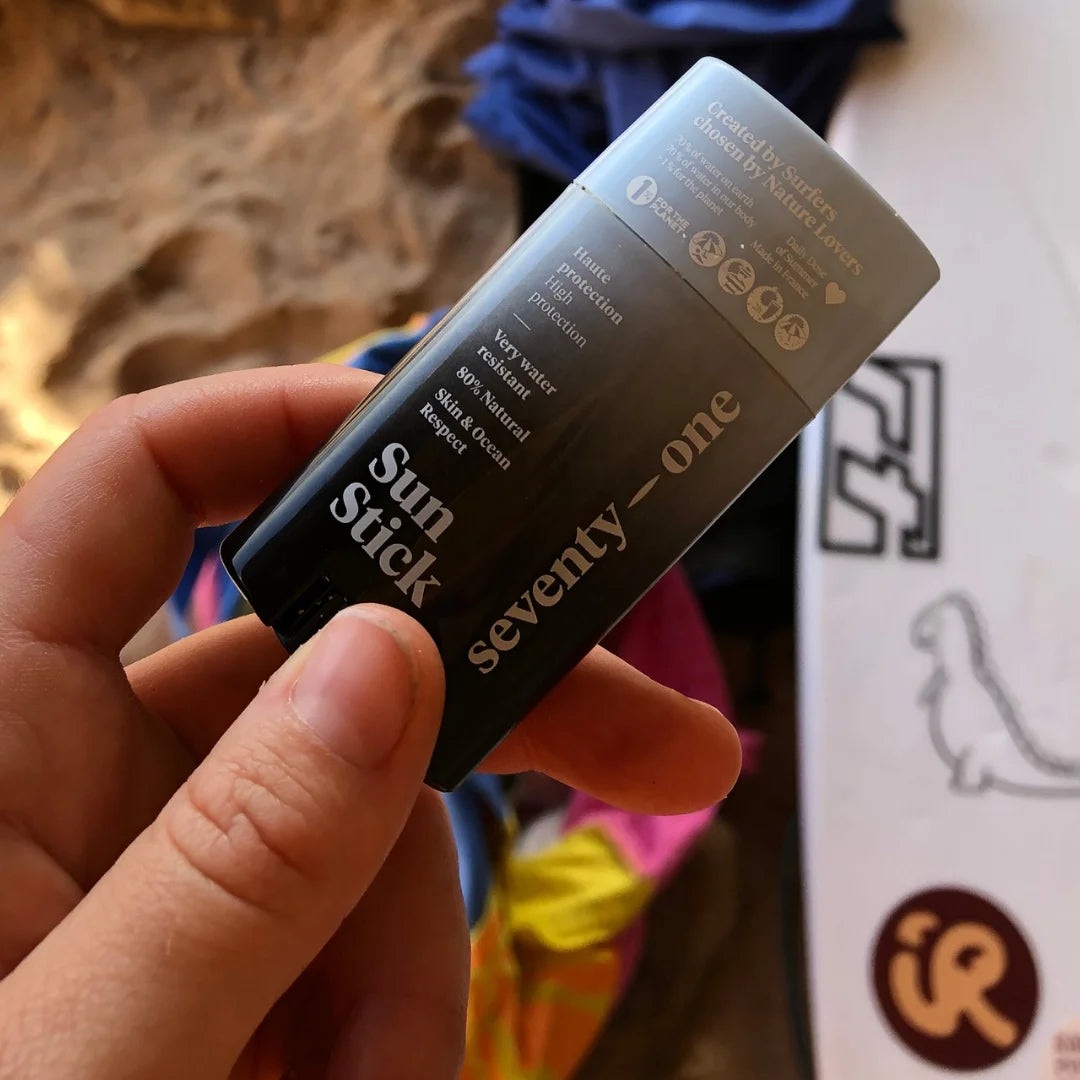 Created by Surfers
chosen by Nature Lovers
70% of water on earth
70% of water in our body
+1% for the planet
1%
FOR THE
PLANET
Daily Dose
of Summer
Made in France
Haute
protection
High
protection
—
Very water
resistant
80% Natural
Skin & Ocean
Respect
Sun
Stick
seventy—one